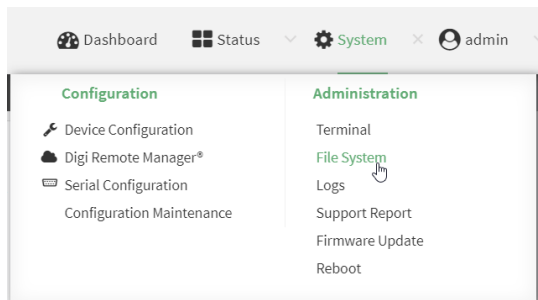 Dashboard Status System admin
Configuration
Device Configuration
Digi Remote Manager®
Serial Configuration
Configuration Maintenance
Administration
Terminal
File System
Logs
Support Report
Firmware Update
Reboot